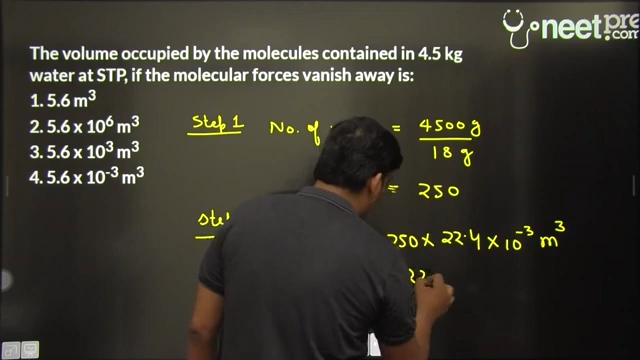 neetprep
.com
The volume occupied by the molecules contained in 4.5 kg
water at STP, if the molecular forces vanish away is:
1. 5.6 m³
2. 5.6 x 10⁶ m³
3. 5.6 x 10³ m³
4. 5.6 x 10⁻³ m³
Step 1 No. of = 4500 g
18 g
= 250
250 × 22.4 × 10⁻³ m³
22